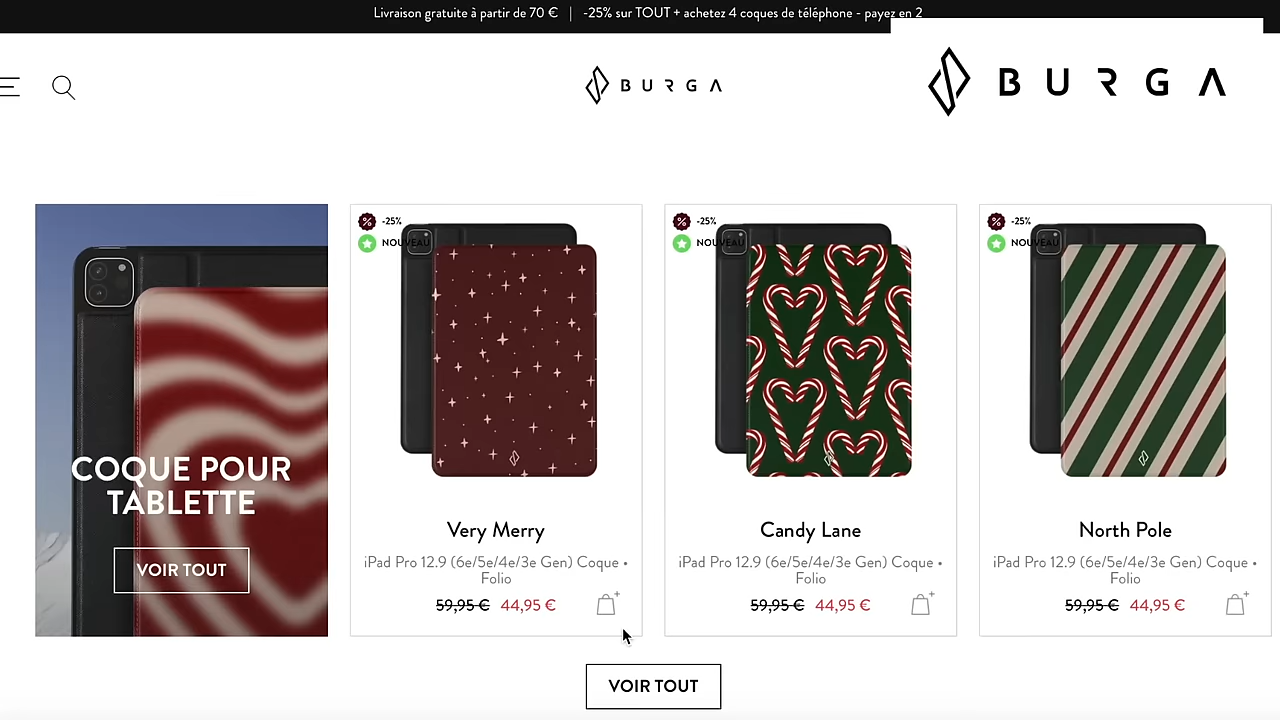 Livraison gratuite à partir de 70 € | -25% sur TOUT + achetez 4 coques de téléphone - payez en 2
BURGA
BURGA
COQUE POUR
TABLETTE
VOIR TOUT
% -25%
NOUVEAU
Very Merry
iPad Pro 12.9 (6e/5e/4e/3e Gen) Coque •
Folio
59,95 € 44,95 €
% -25%
NOUVEAU
Candy Lane
iPad Pro 12.9 (6e/5e/4e/3e Gen) Coque •
Folio
59,95 € 44,95 €
% -25%
NOUVEAU
North Pole
iPad Pro 12.9 (6e/5e/4e/3e Gen) Coque •
Folio
59,95 € 44,95 €
VOIR TOUT